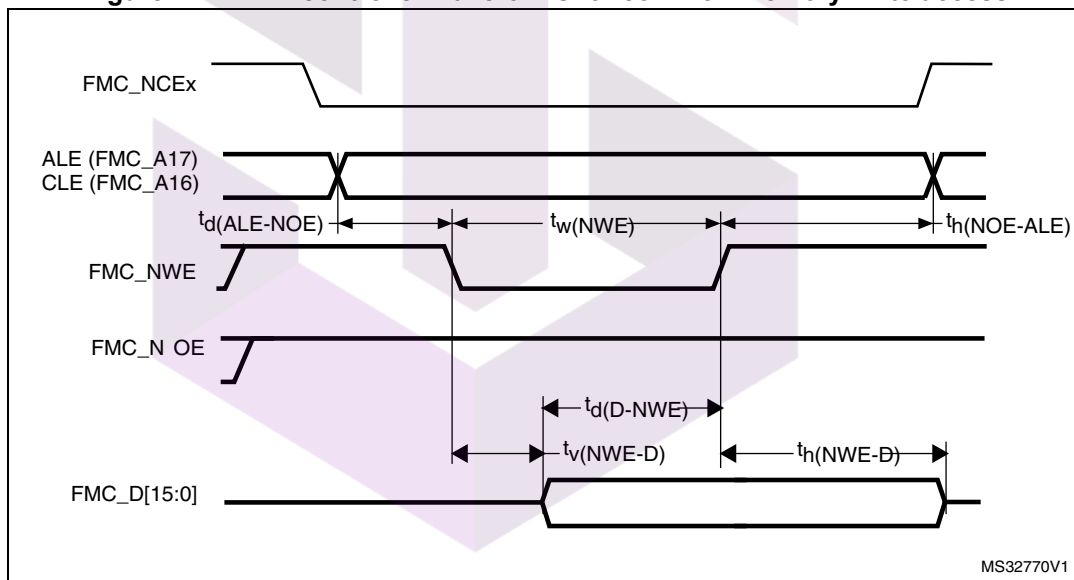 FMC_NCEx
ALE (FMC_A17)
CLE (FMC_A16)
td(ALE-NOE)
tw(NWE)
th(NOE-ALE)
FMC_NWE
FMC_N OE
td(D-NWE)
tv(NWE-D)
th(NWE-D)
FMC_D[15:0]
MS32770V1